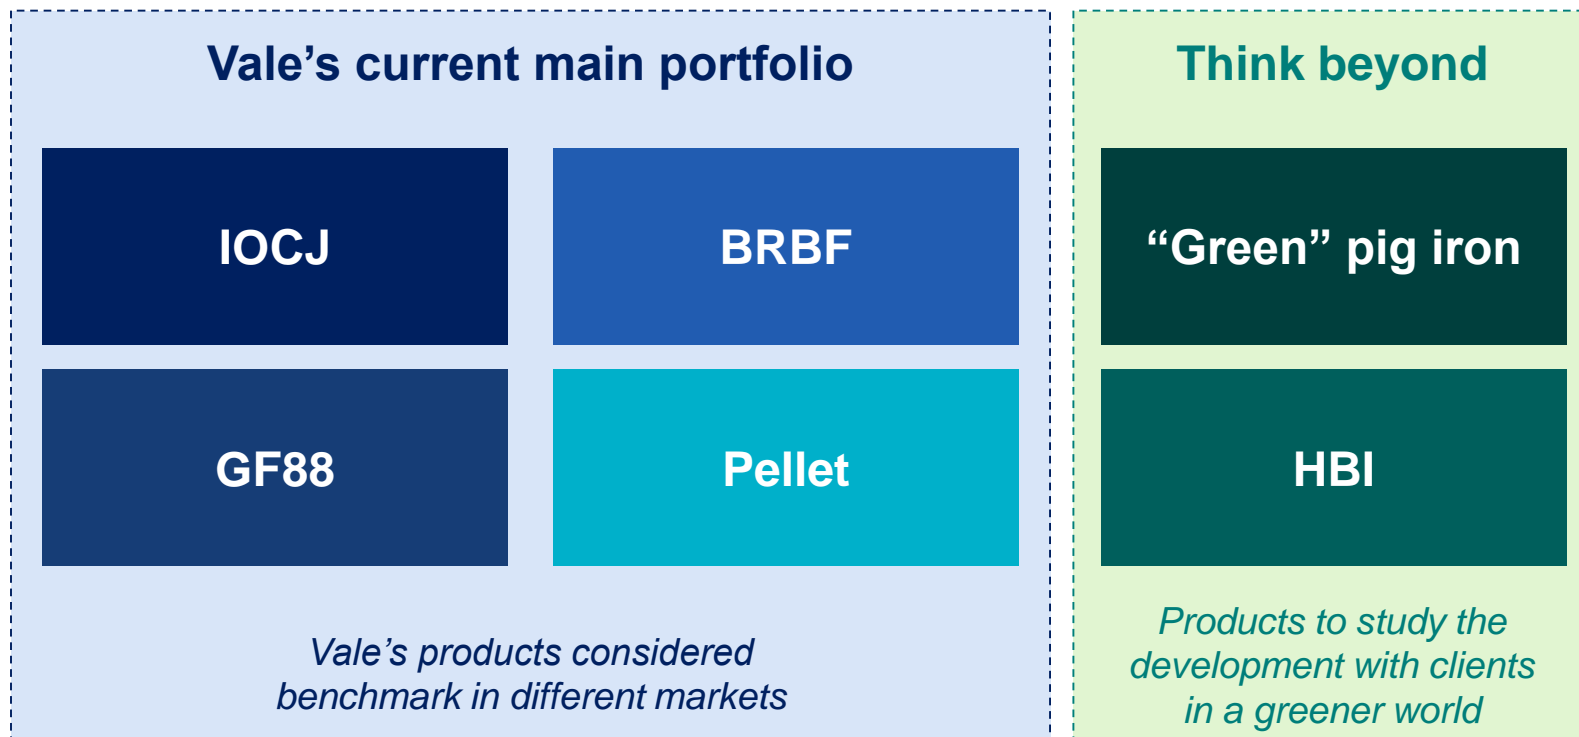 Vale’s current main portfolio
IOCJ
BRBF
GF88
Pellet
Vale’s products considered
benchmark in different markets
Think beyond
“Green” pig iron
HBI
Products to study the
development with clients
in a greener world